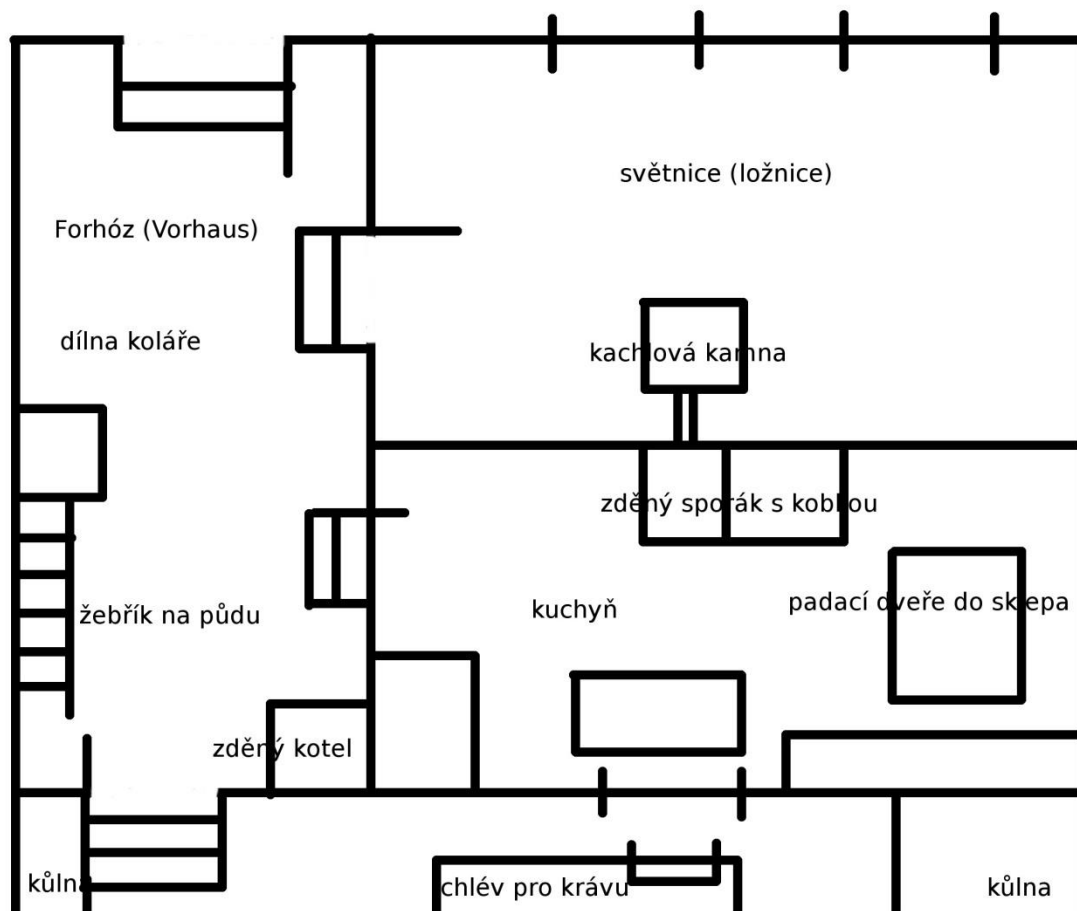 světnice (ložnice)
Forhóz (Vorhaus)
dílna koláře
kachlová kamna
zděný sporák s kobkou
žebřík na půdu
kuchyň
padací dveře do sklepa
zděný kotel
kůlna
chlév pro krávu
kůlna